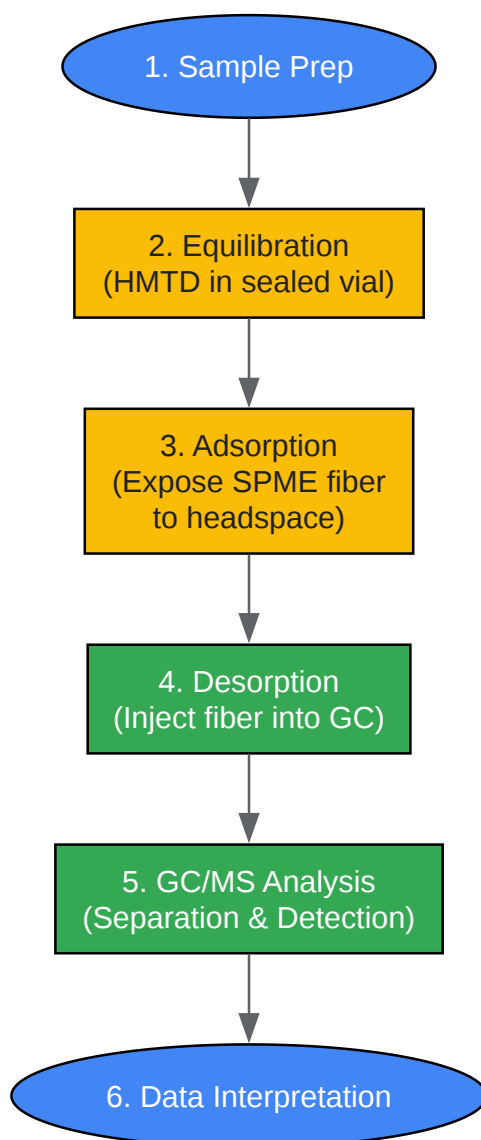 1. Sample Prep
2. Equilibration
(HMTD in sealed vial)
3. Adsorption
(Expose SPME fiber
to headspace)
4. Desorption
(Inject fiber into GC)
5. GC/MS Analysis
(Separation & Detection)
6. Data Interpretation